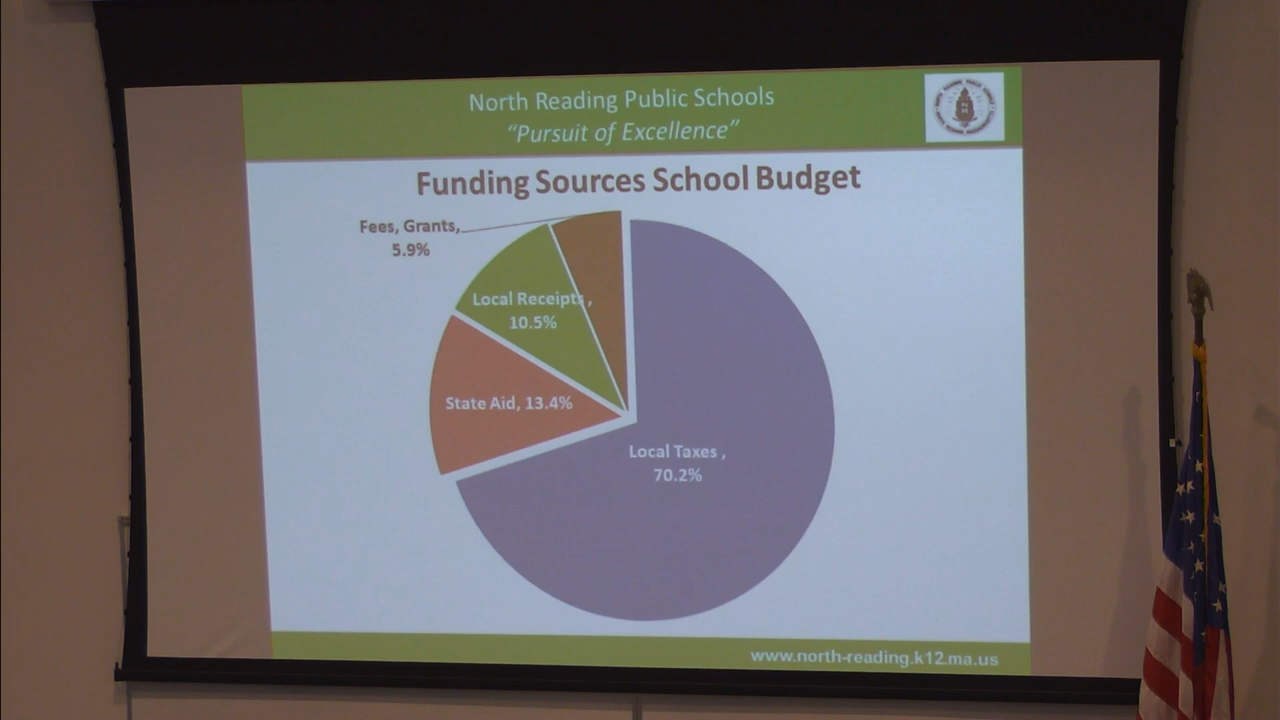 North Reading Public Schools
“Pursuit of Excellence”
Funding Sources School Budget
Fees, Grants,
5.9%
Local Receipts ,
10.5%
State Aid, 13.4%
Local Taxes ,
70.2%
www.north-reading.k12.ma.us